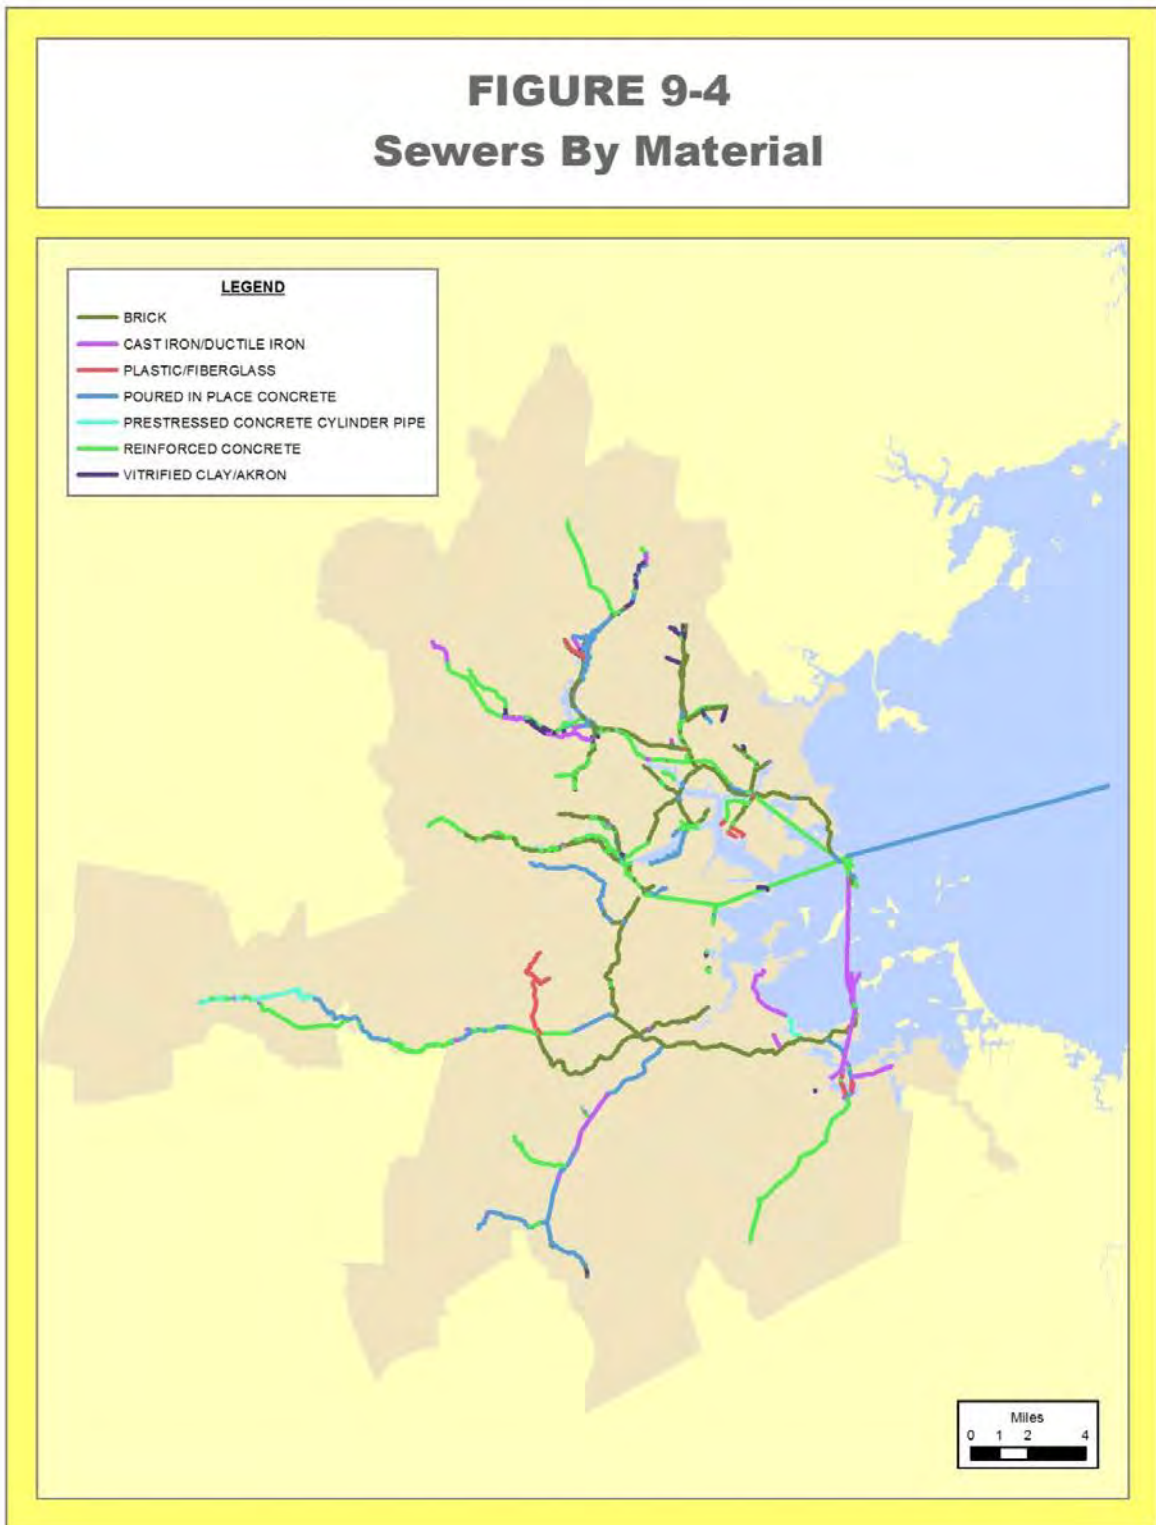 FIGURE 9-4
Sewers By Material
LEGEND
BRICK
CAST IRON/DUCTILE IRON
PLASTIC/FIBERGLASS
POURED IN PLACE CONCRETE
PRESTRESSED CONCRETE CYLINDER PIPE
REINFORCED CONCRETE
VITRIFIED CLAY/AKRON
Miles
0 1 2 4